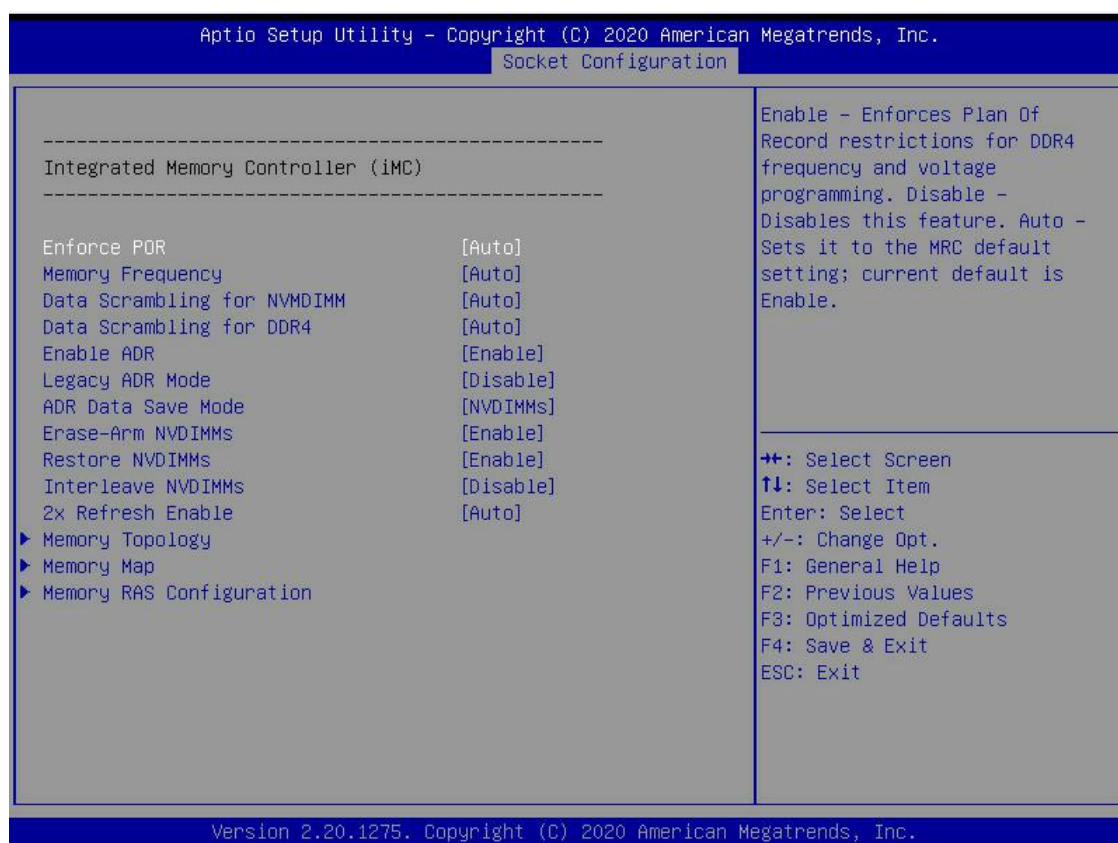 Aptio Setup Utility – Copyright (C) 2020 American Megatrends, Inc.
Socket Configuration
------------------------------------------------
Integrated Memory Controller (iMC)
------------------------------------------------
Enforce POR [Auto]
Memory Frequency [Auto]
Data Scrambling for NVMDIMM [Auto]
Data Scrambling for DDR4 [Auto]
Enable ADR [Enable]
Legacy ADR Mode [Disable]
ADR Data Save Mode [NVDIMMs]
Erase-Arm NVDIMMs [Enable]
Restore NVDIMMs [Enable]
Interleave NVDIMMs [Disable]
2x Refresh Enable [Auto]
Memory Topology
Memory Map
Memory RAS Configuration
Enable – Enforces Plan Of
Record restrictions for DDR4
frequency and voltage
programming. Disable –
Disables this feature. Auto –
Sets it to the MRC default
setting; current default is
Enable.
→←: Select Screen
↑↓: Select Item
Enter: Select
+/-: Change Opt.
F1: General Help
F2: Previous Values
F3: Optimized Defaults
F4: Save & Exit
ESC: Exit
Version 2.20.1275. Copyright (C) 2020 American Megatrends, Inc.